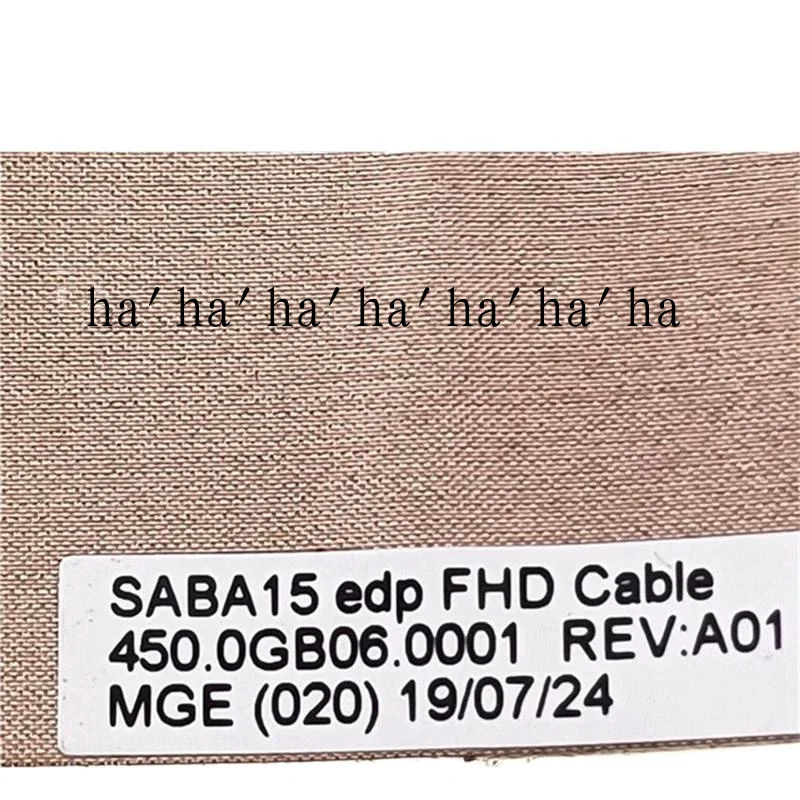 ha′ ha′ ha′ ha′ ha′ ha′ ha
SABA15 edp FHD Cable
450.0GB06.0001 REV:A01
MGE (020) 19/07/24